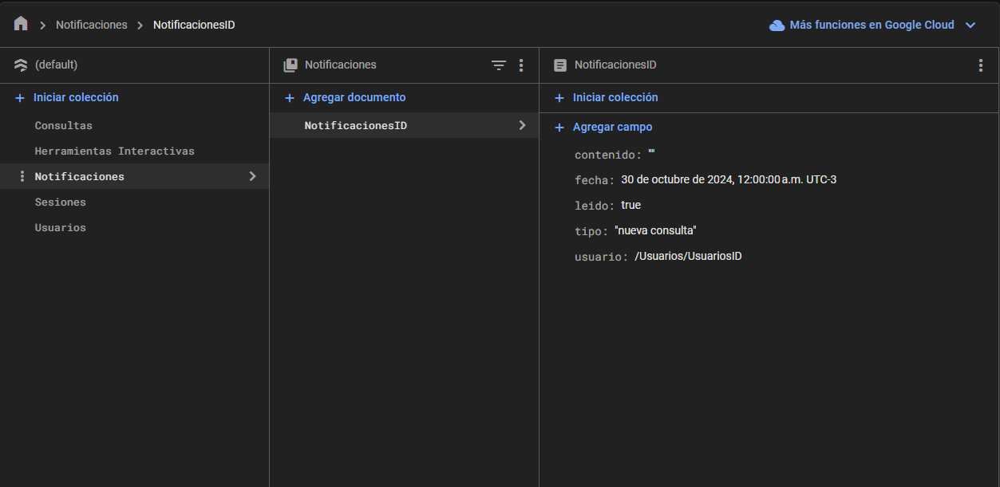 Notificaciones > NotificacionesID
Más funciones en Google Cloud
(default)
Iniciar colección
Consultas
Herramientas Interactivas
Notificaciones
Sesiones
Usuarios
Notificaciones
Agregar documento
NotificacionesID
NotificacionesID
Iniciar colección
Agregar campo
contenido: ""
fecha: 30 de octubre de 2024, 12:00:00 a.m. UTC-3
leido: true
tipo: "nueva consulta"
usuario: /Usuarios/UsuariosID